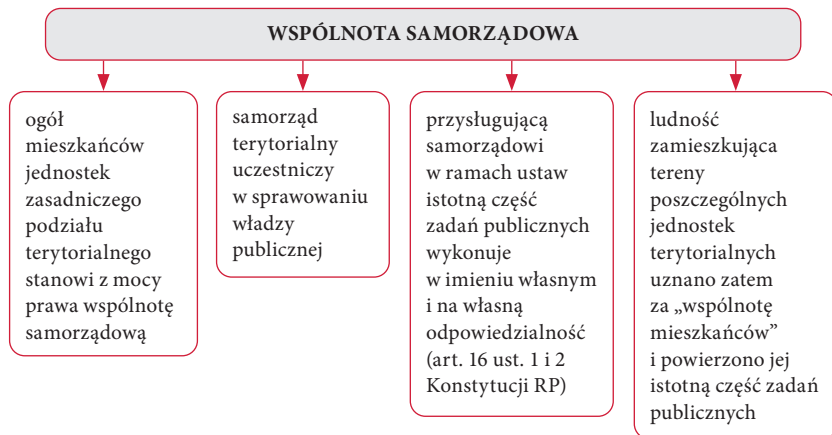 WSPÓLNOTA SAMORZĄDOWA
ogół
mieszkańców
jednostek
zasadniczego
podziału
terytorialnego
stanowi z mocy
prawa wspólnotę
samorządową
samorząd
terytorialny
uczestniczy
w sprawowaniu
władzy
publicznej
przysługującą
samorządowi
w ramach ustaw
istotną część
zadań publicznych
wykonuje
w imieniu własnym
i na własną
odpowiedzialność
(art. 16 ust. 1 i 2
Konstytucji RP)
ludność
zamieszkująca
tereny
poszczególnych
jednostek
terytorialnych
uznano zatem
za „wspólnotę
mieszkańców”
i powierzono jej
istotną część zadań
publicznych